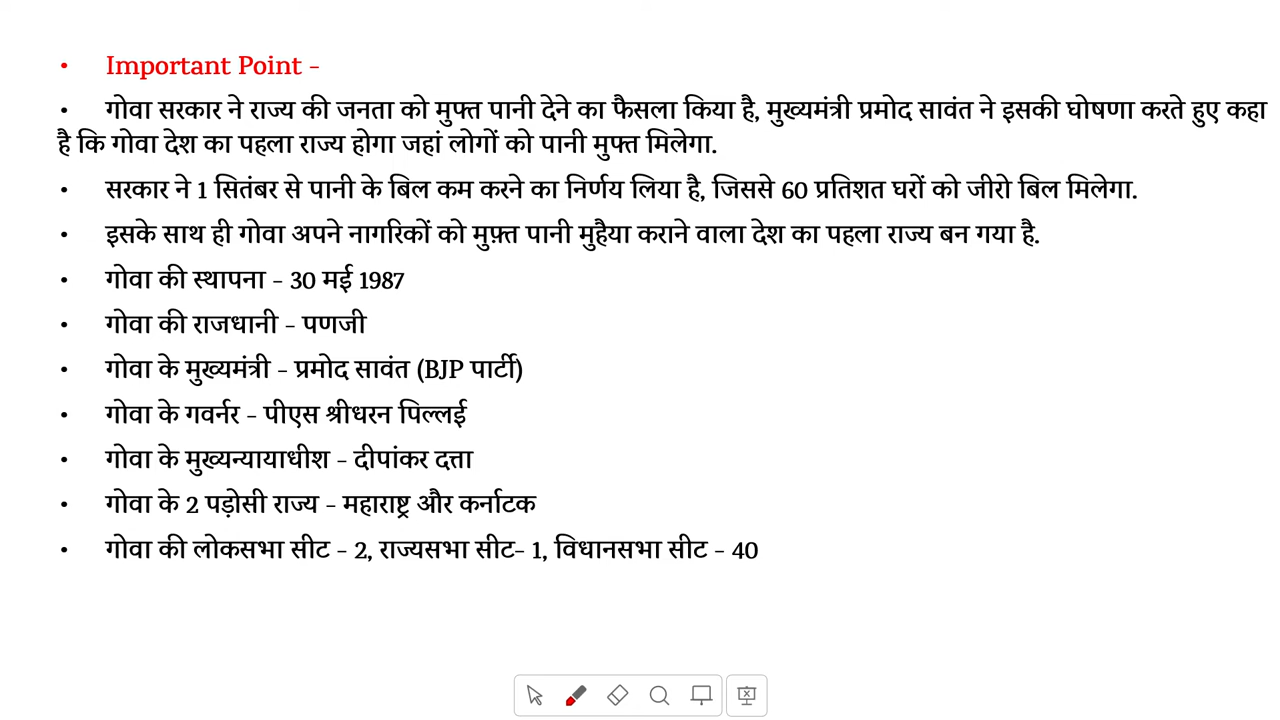 • Important Point -
• गोवा सरकार ने राज्य की जनता को मुफ्त पानी देने का फैसला किया है, मुख्यमंत्री प्रमोद सावंत ने इसकी घोषणा करते हुए कहा
है कि गोवा देश का पहला राज्य होगा जहां लोगों को पानी मुफ्त मिलेगा.
• सरकार ने 1 सितंबर से पानी के बिल कम करने का निर्णय लिया है, जिससे 60 प्रतिशत घरों को जीरो बिल मिलेगा.
• इसके साथ ही गोवा अपने नागरिकों को मुफ़्त पानी मुहैया कराने वाला देश का पहला राज्य बन गया है.
• गोवा की स्थापना - 30 मई 1987
• गोवा की राजधानी - पणजी
• गोवा के मुख्यमंत्री - प्रमोद सावंत (BJP पार्टी)
• गोवा के गवर्नर - पीएस श्रीधरन पिल्लई
• गोवा के मुख्यन्यायाधीश - दीपांकर दत्ता
• गोवा के 2 पड़ोसी राज्य - महाराष्ट्र और कर्नाटक
• गोवा की लोकसभा सीट - 2, राज्यसभा सीट- 1, विधानसभा सीट - 40